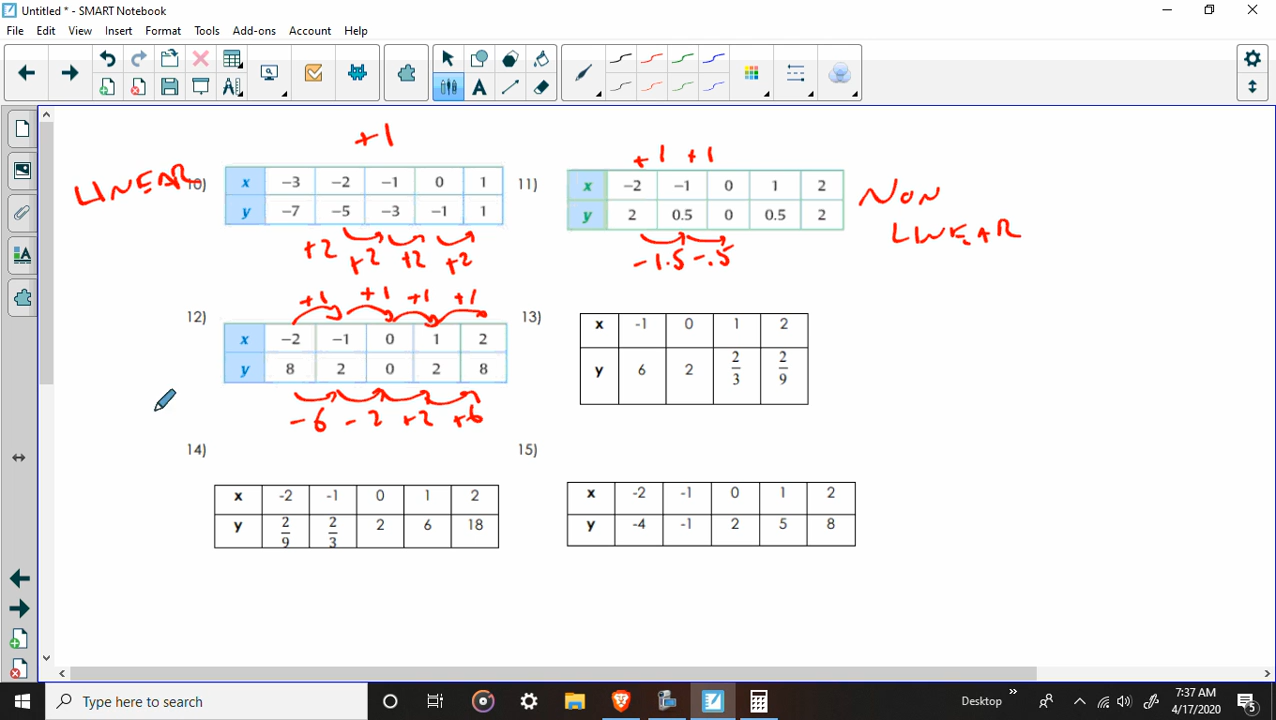 Untitled * - SMART Notebook
File Edit View Insert Format Tools Add-ons Account Help
+1
LINEAR
10)
x -3 -2 -1 0 1
y -7 -5 -3 -1 1
+2 +2 +2 +2
+1 +1
11)
x -2 -1 0 1 2
y 2 0.5 0 0.5 2
-1.5 -.5
NON
LINEAR
12)
+1 +1 +1 +1
x -2 -1 0 1 2
y 8 2 0 2 8
-6 -2 +2 +6
13)
x -1 0 1 2
y 6 2 2/3 2/9
14)
x -2 -1 0 1 2
y 2/9 2/3 2 6 18
15)
x -2 -1 0 1 2
y -4 -1 2 5 8
Type here to search
Desktop
7:37 AM
4/17/2020
5